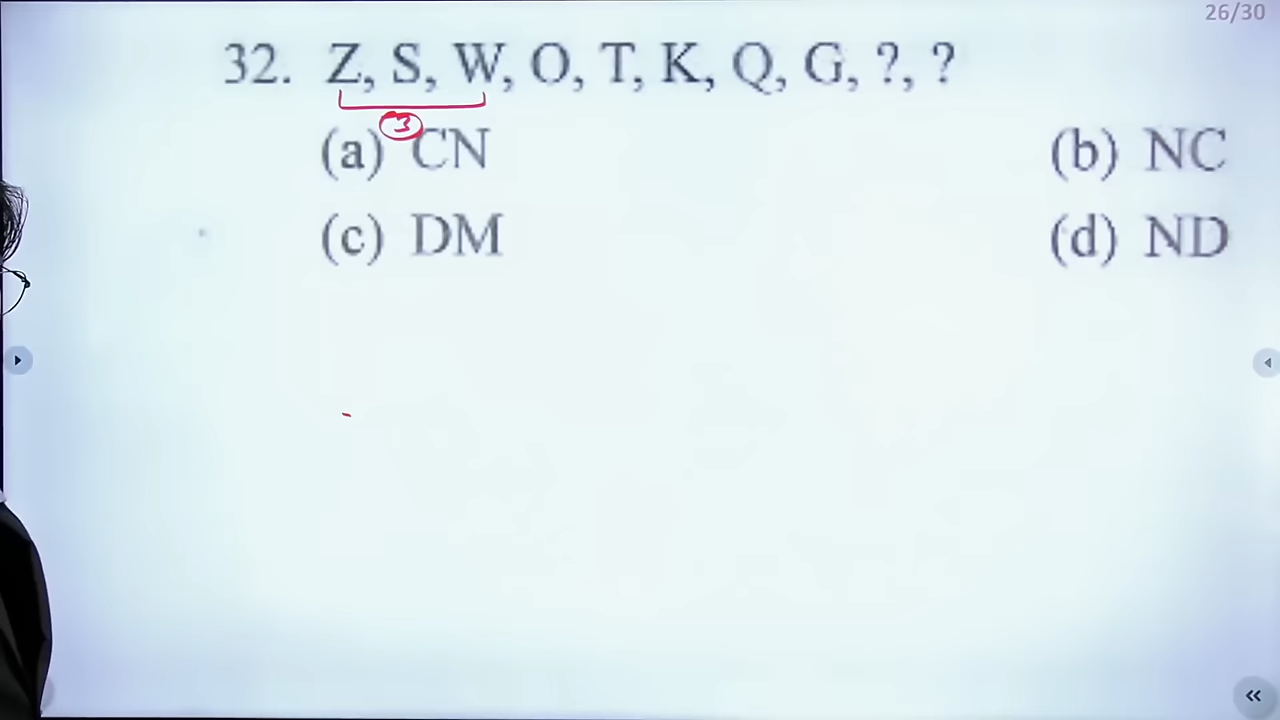 26/30
32. Z, S, W, O, T, K, Q, G, ?, ?
3
(a) CN (b) NC
(c) DM (d) ND